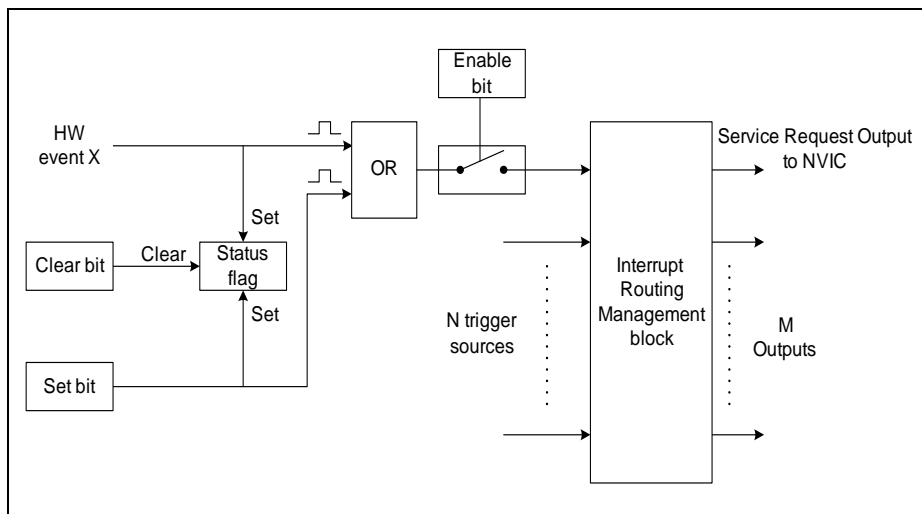 Enable
bit
HW
event X
OR
Service Request Output
to NVIC
Set
Clear bit
Clear
Status
flag
Set
Set bit
N trigger
sources
Interrupt
Routing
Management
block
M
Outputs